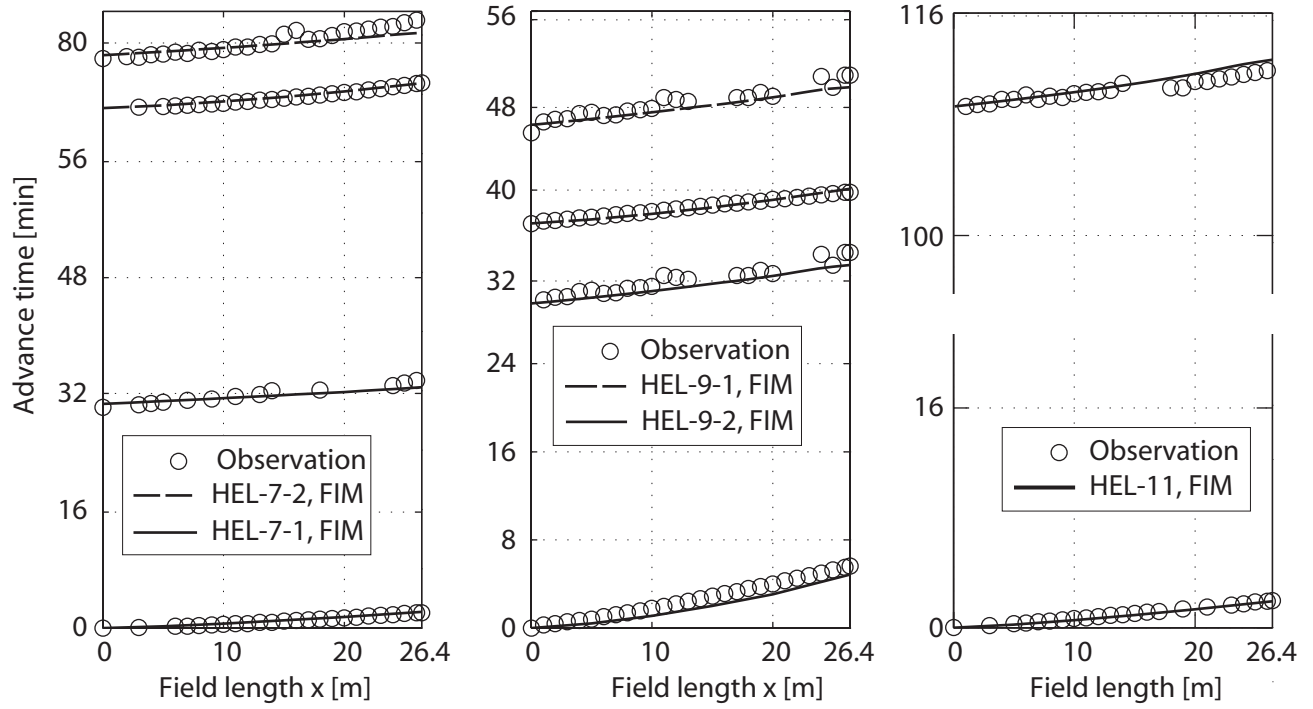 Advance time [min]
80
56
48
32
16
0
Observation
HEL-7-2, FIM
HEL-7-1, FIM
0
10
20
26.4
Field length x [m]
56
48
40
32
24
16
8
0
Observation
HEL-9-1, FIM
HEL-9-2, FIM
0
10
20
26.4
Field length x [m]
116
100
16
0
Observation
HEL-11, FIM
0
10
20
26.4
Field length [m]